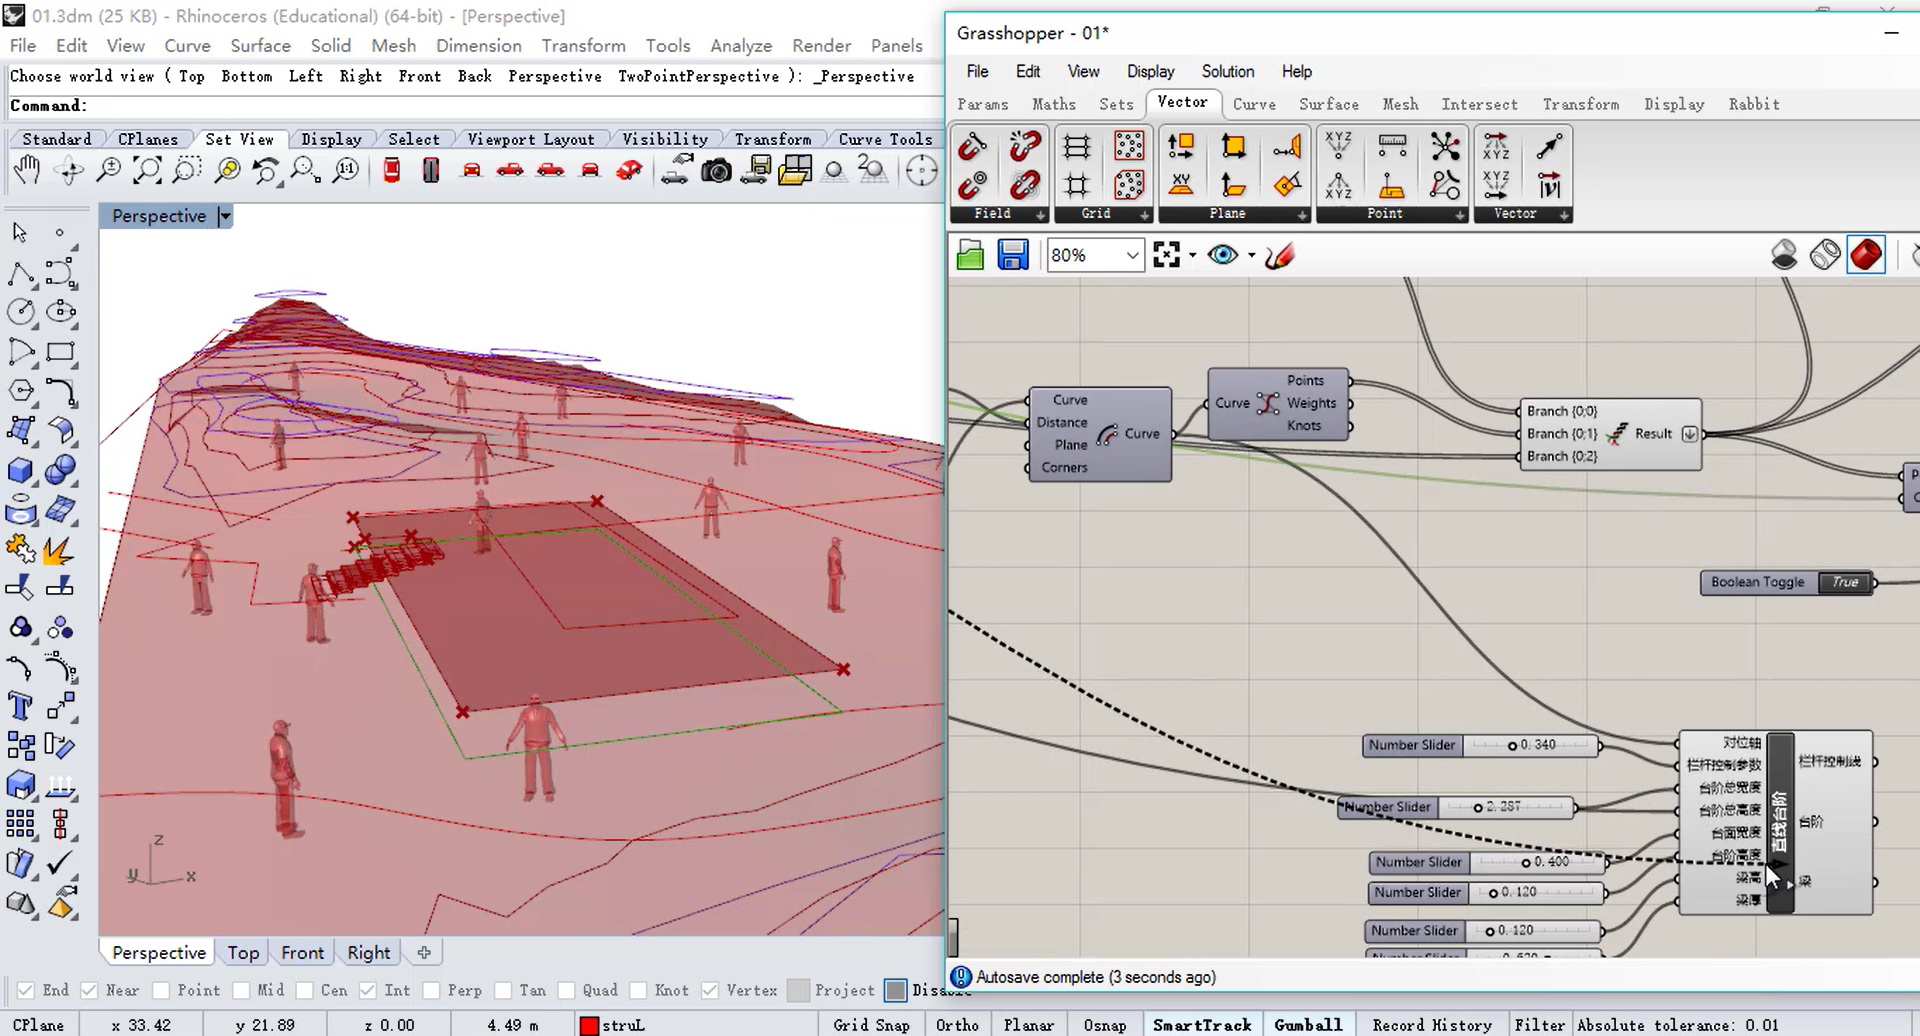 01.3dm (25 KB) - Rhinoceros (Educational) (64-bit) - [Perspective]
File Edit View Curve Surface Solid Mesh Dimension Transform Tools Analyze Render Panels
Choose world view ( Top Bottom Left Right Front Back Perspective TwoPointPerspective ): _Perspective
Command:
Standard CPlanes Set View Display Select Viewport Layout Visibility Transform Curve Tools
1:1
2
Perspective
z
y
x
Perspective Top Front Right
End Near Point Mid Cen Int Perp Tan Quad Knot Vertex Project
CPlane x 33.42 y 21.89 z 0.00 4.49 m struL Grid Snap Ortho Planar Osnap SmartTrack Gumball Record History Filter Absolute tolerance: 0.01
Grasshopper - 01*
File Edit View Display Solution Help
Params Maths Sets Vector Curve Surface Mesh Intersect Transform Display Rabbit
XY
XYZ
XYZ
XYZ
XYZ
Field Grid Plane Point Vector
80%
Curve
Distance
Plane
Corners
Curve
Curve
Points
Weights
Knots
Branch {0;0}
Branch {0;1}
Branch {0;2}
Result
Boolean Toggle True
Number Slider 0.340
Number Slider 2.287
Number Slider 0.400
Number Slider 0.120
Number Slider 0.120
对位轴
栏杆控制参数
台阶总宽度
台阶总高度
台面宽度
台阶高度
梁高
梁厚
直线台阶
栏杆控制线
台阶
梁
Autosave complete (3 seconds ago)